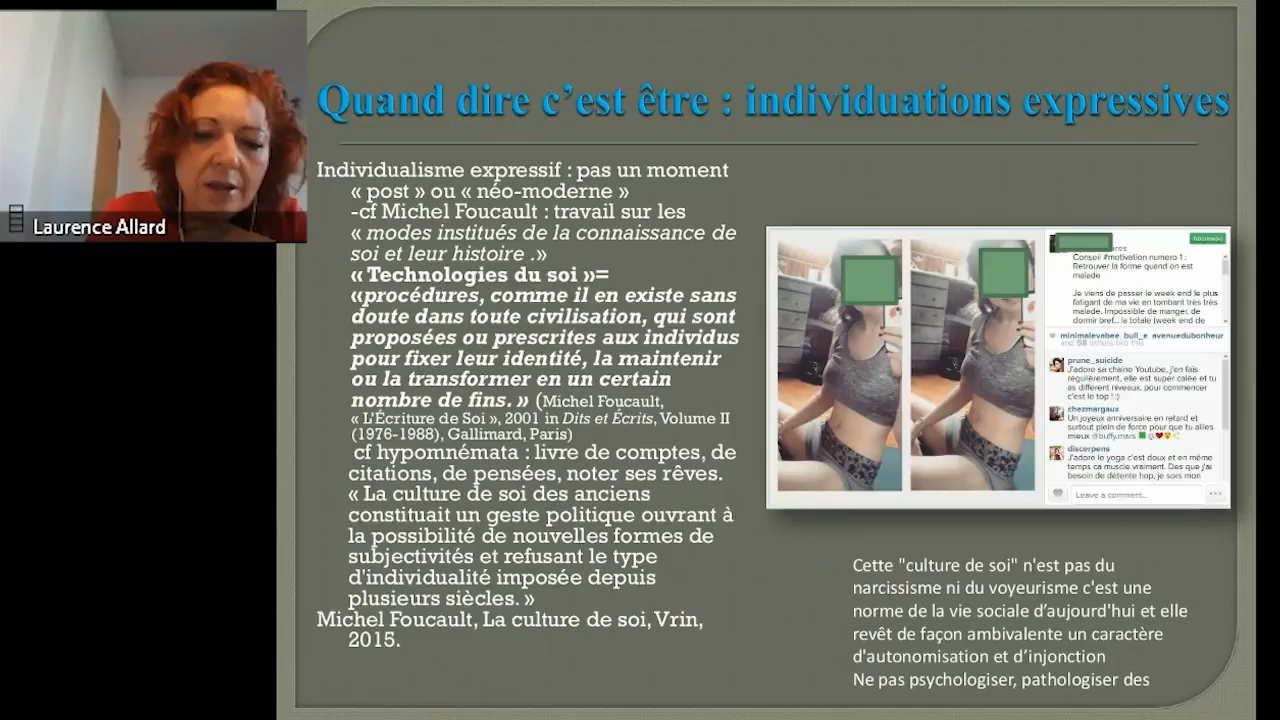 Quand dire c’est être : individuations expressives
Laurence Allard
Individualisme expressif : pas un moment
« post » ou « néo-moderne »
-cf Michel Foucault : travail sur les
« modes institués de la connaissance de
soi et leur histoire .»
« Technologies du soi »=
«procédures, comme il en existe sans
doute dans toute civilisation, qui sont
proposées ou prescrites aux individus
pour fixer leur identité, la maintenir
ou la transformer en un certain
nombre de fins. » (Michel Foucault,
« L'Écriture de Soi », 2001 in Dits et Écrits, Volume II
(1976-1988), Gallimard, Paris)
cf hypomnémata : livre de comptes, de
citations, de pensées, noter ses rêves.
« La culture de soi des anciens
constituait un geste politique ouvrant à
la possibilité de nouvelles formes de
subjectivités et refusant le type
d'individualité imposée depuis
plusieurs siècles. »
Michel Foucault, La culture de soi, Vrin,
2015.
Abonné(e)
Conseil #motivation numero 1 :
Retrouver la forme quand on est
malade
Je viens de passer le week end le plus
fatigant de ma vie en tombant très très
malade. Impossible de manger, de
dormir bref... la totale (week end de
minimalevabee, bull_e, avenuedubonheur
and 58 others like this
prune_suicide
J'adore sa chaine Youtube, j'en fais
régulièrement, elle est super calée et tu
as différent niveaux, pour commencer
c'est le top ! :)
chezmargaux
Un joyeux anniversaire en retard et
surtout plein de force pour que tu ailles
mieux @buffy.mars
discerpens
J'adore le yoga c'est doux et en même
temps ca muscle vraiment. Des que j'ai
besoin de détente hop, je sors mon
Leave a comment...
Cette "culture de soi" n'est pas du
narcissisme ni du voyeurisme c'est une
norme de la vie sociale d’aujourd'hui et elle
revêt de façon ambivalente un caractère
d'autonomisation et d’injonction
Ne pas psychologiser, pathologiser des